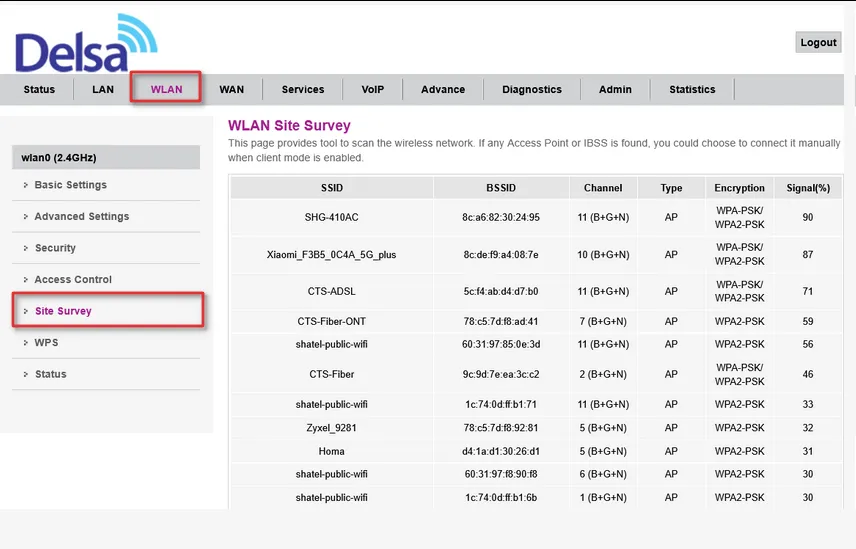 Delsa
Logout
Status LAN WLAN WAN Services VoIP Advance Diagnostics Admin Statistics
wlan0 (2.4GHz)
Basic Settings
Advanced Settings
Security
Access Control
Site Survey
WPS
Status
WLAN Site Survey
This page provides tool to scan the wireless network. If any Access Point or IBSS is found, you could choose to connect it manually
when client mode is enabled.
SSID BSSID Channel Type Encryption Signal(%)
SHG-410AC 8c:a6:82:30:24:95 11 (B+G+N) AP WPA-PSK/ WPA2-PSK 90
Xiaomi_F3B5_0C4A_5G_plus 8c:de:f9:a4:08:7e 10 (B+G+N) AP WPA-PSK/ WPA2-PSK 87
CTS-ADSL 5c:f4:ab:d4:d7:b0 11 (B+G+N) AP WPA-PSK/ WPA2-PSK 71
CTS-Fiber-ONT 78:c5:7d:f8:ad:41 7 (B+G+N) AP WPA2-PSK 59
shatel-public-wifi 60:31:97:85:0e:3d 11 (B+G+N) AP WPA2-PSK 56
CTS-Fiber 9c:9d:7e:ea:3c:c2 2 (B+G+N) AP WPA-PSK/ WPA2-PSK 46
shatel-public-wifi 1c:74:0d:ff:b1:71 11 (B+G+N) AP WPA2-PSK 33
Zyxel_9281 78:c5:7d:f8:92:81 5 (B+G+N) AP WPA2-PSK 32
Homa d4:1a:d1:30:26:d1 5 (B+G+N) AP WPA2-PSK 31
shatel-public-wifi 60:31:97:f8:90:f8 6 (B+G+N) AP WPA2-PSK 30
shatel-public-wifi 1c:74:0d:ff:b1:6b 1 (B+G+N) AP WPA2-PSK 30